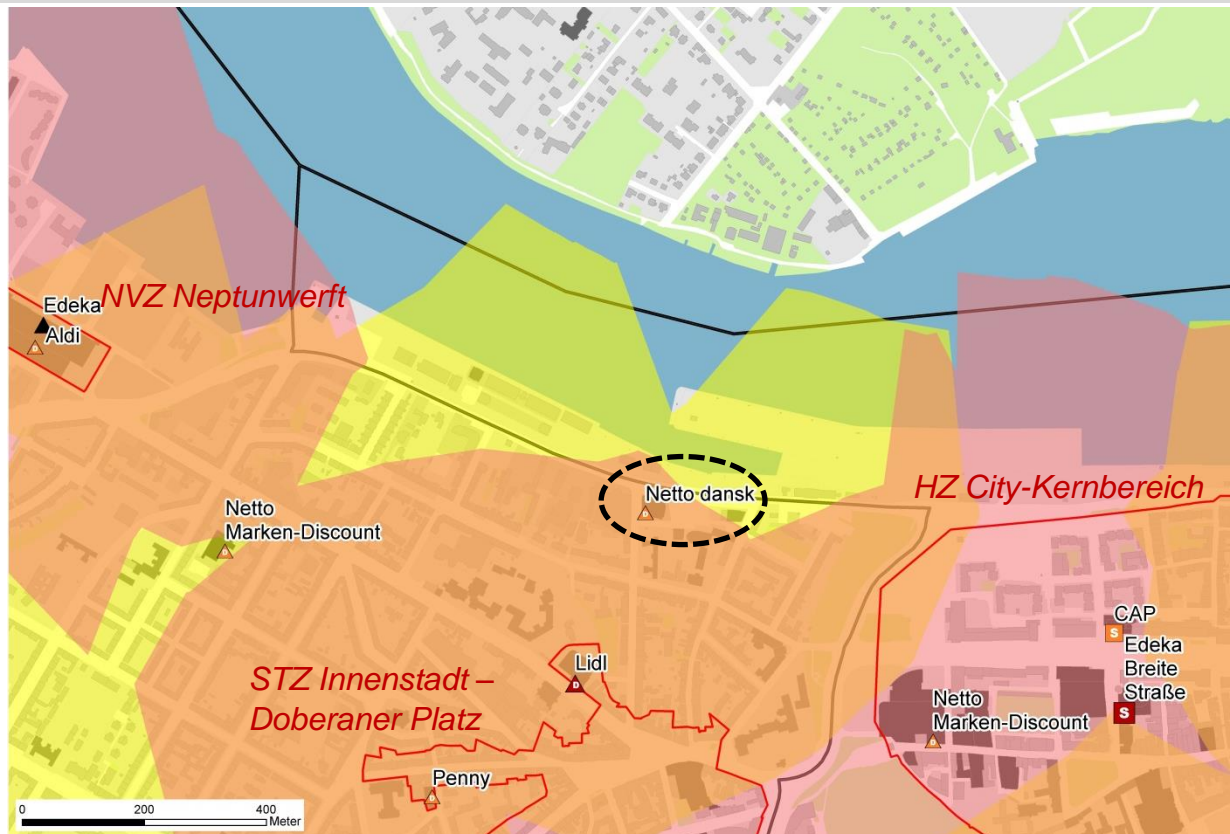 NVZ Neptunwerft
Edeka
Aldi
D
Netto dansk
D
HZ City-Kernbereich
Netto
Marken-Discount
D
CAP
S
Edeka
Breite
Straße
S
STZ Innenstadt –
Doberaner Platz
Lidl
D
Netto
Marken-Discount
D
Penny
D
0 200 400
Meter